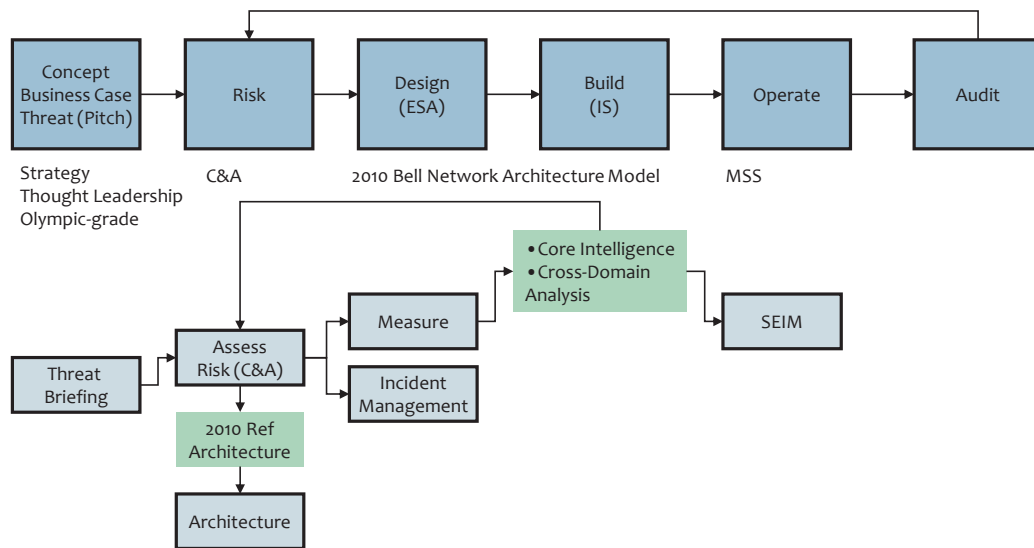 Concept
Business Case
Threat (Pitch)
Risk
Design
(ESA)
Build
(IS)
Operate
Audit
Strategy
Thought Leadership
Olympic-grade
C&A
2010 Bell Network Architecture Model
MSS
• Core Intelligence
• Cross-Domain
Analysis
Measure
SEIM
Assess
Risk (C&A)
Threat
Briefing
Incident
Management
2010 Ref
Architecture
Architecture